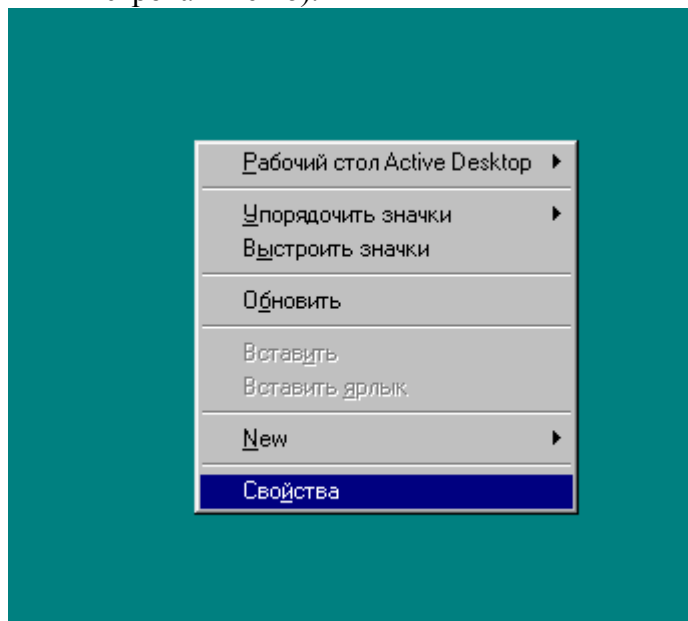 Рабочий стол Active Desktop
Упорядочить значки
Выстроить значки
Обновить
Вставить
Вставить ярлык
New
Свойства